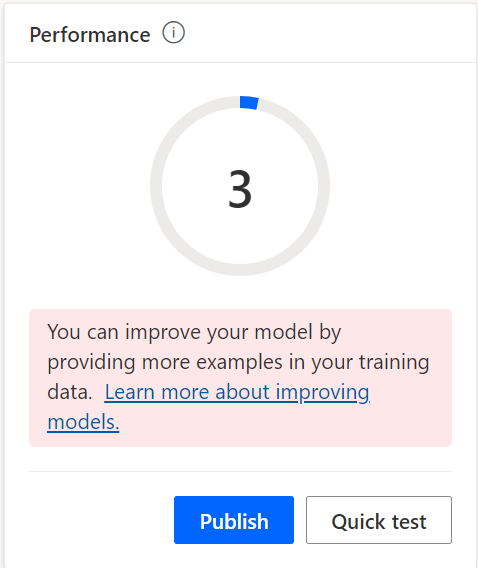 Performance
3
You can improve your model by
providing more examples in your training
data. Learn more about improving
models.
Publish
Quick test